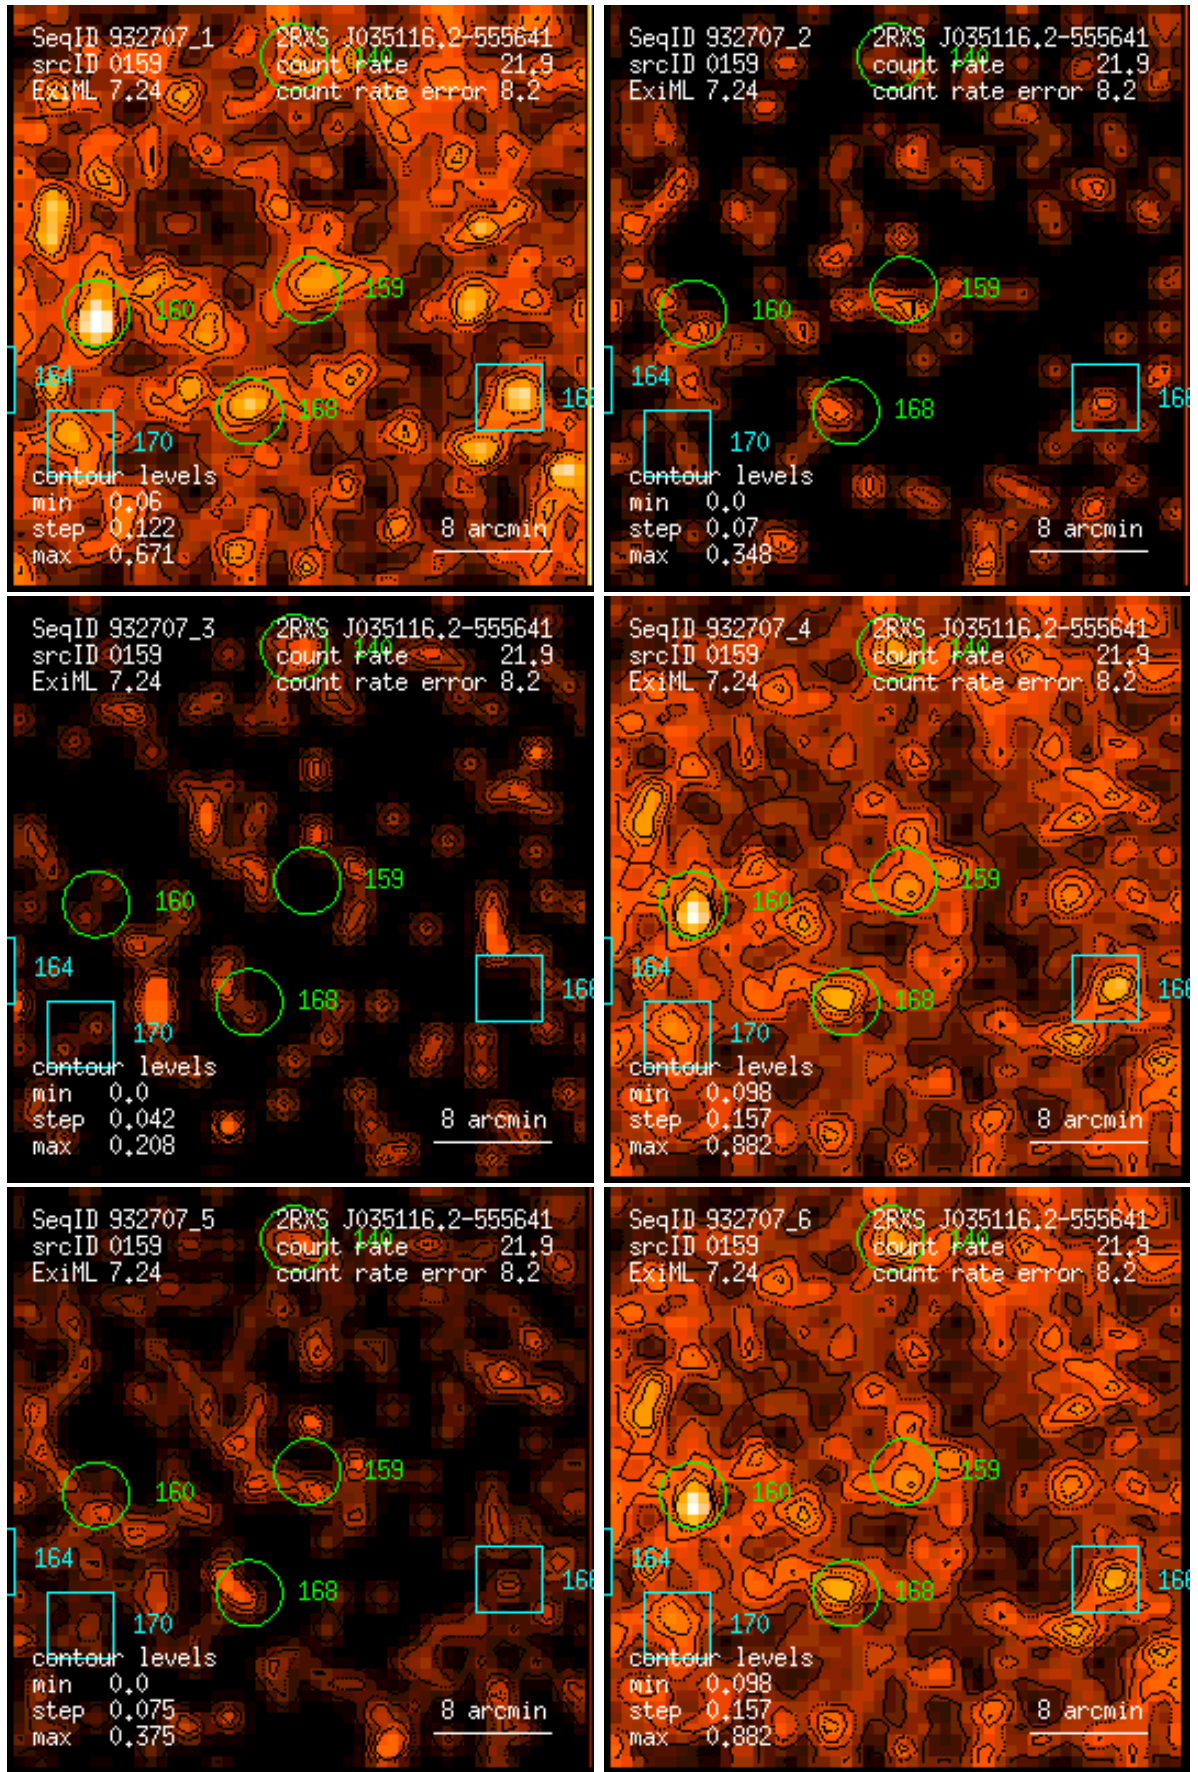 SeqID 932707_1 2RXS J035116.2-555641
srcID 0159 count rate 140 21.9
ExiML 7.24 count rate error 8.2
159
160
164
168
166
170
contour levels
min 0.06
step 0.122 8 arcmin
max 0.671
SeqID 932707_2 2RXS J035116.2-555641
srcID 0159 count rate 140 21.9
ExiML 7.24 count rate error 8.2
159
160
164
168
166
170
contour levels
min 0.0
step 0.07 8 arcmin
max 0.348
SeqID 932707_3 2RXS J035116.2-555641
srcID 0159 count rate 140 21.9
ExiML 7.24 count rate error 8.2
159
160
164
168
166
170
contour levels
min 0.0
step 0.042 8 arcmin
max 0.208
SeqID 932707_4 2RXS J035116.2-555641
srcID 0159 count rate 140 21.9
ExiML 7.24 count rate error 8.2
159
160
164
168
166
170
contour levels
min 0.098
step 0.157 8 arcmin
max 0.882
SeqID 932707_5 2RXS J035116.2-555641
srcID 0159 count rate 140 21.9
ExiML 7.24 count rate error 8.2
159
160
164
168
166
170
contour levels
min 0.0
step 0.075 8 arcmin
max 0.375
SeqID 932707_6 2RXS J035116.2-555641
srcID 0159 count rate 140 21.9
ExiML 7.24 count rate error 8.2
159
160
164
168
166
170
contour levels
min 0.098
step 0.157 8 arcmin
max 0.882